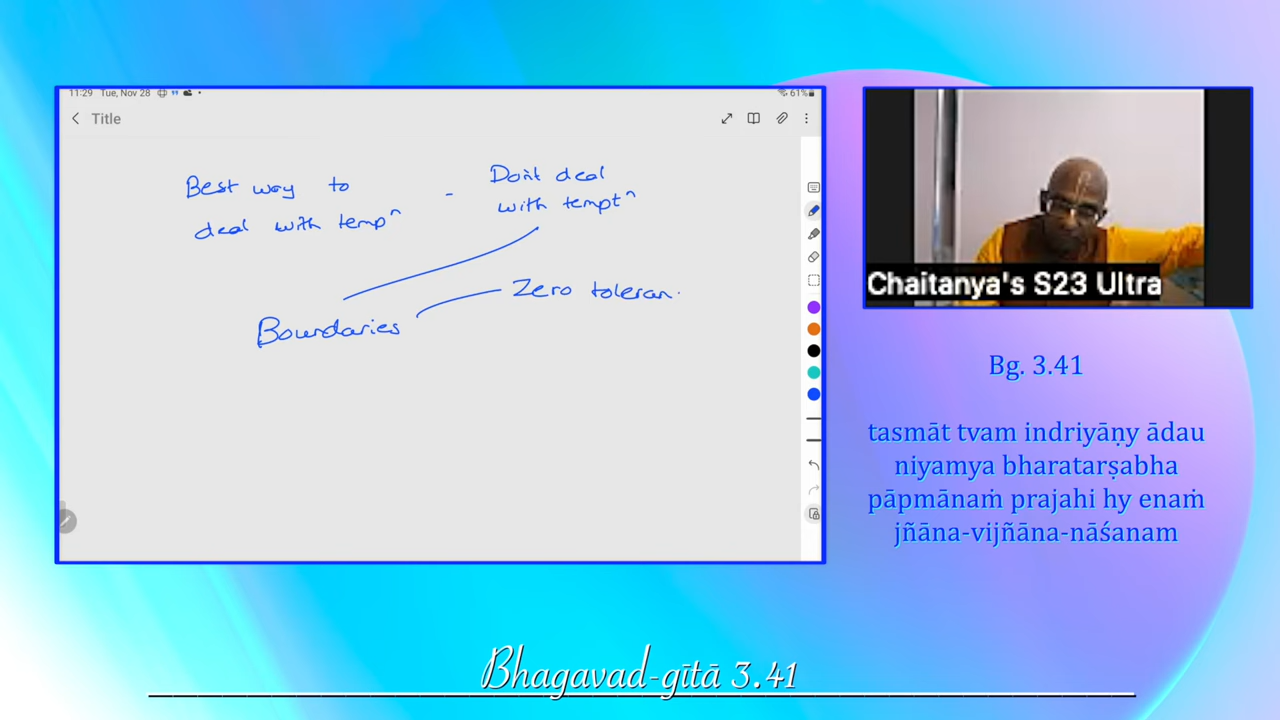 11:29 Tue, Nov 28
61%
Title
Best way to
deal with tempⁿ
- Don't deal
with temptⁿ
Boundaries
Zero toleran.
Chaitanya's S23 Ultra
Bg. 3.41
tasmāt tvam indriyāṇy ādau
niyamya bharatarṣabha
pāpmānaṁ prajahi hy enaṁ
jñāna-vijñāna-nāśanam
Bhagavad-gītā 3.41